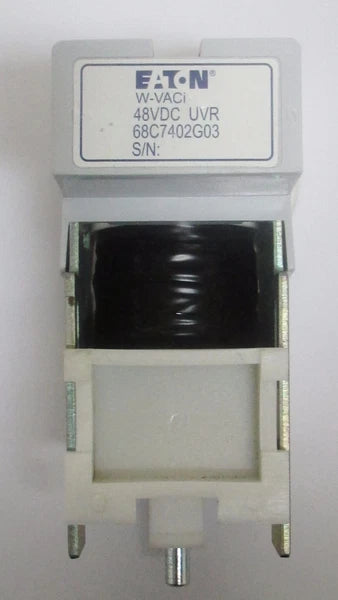 EATON
W-VACi
48VDC UVR
68C7402G03
S/N: